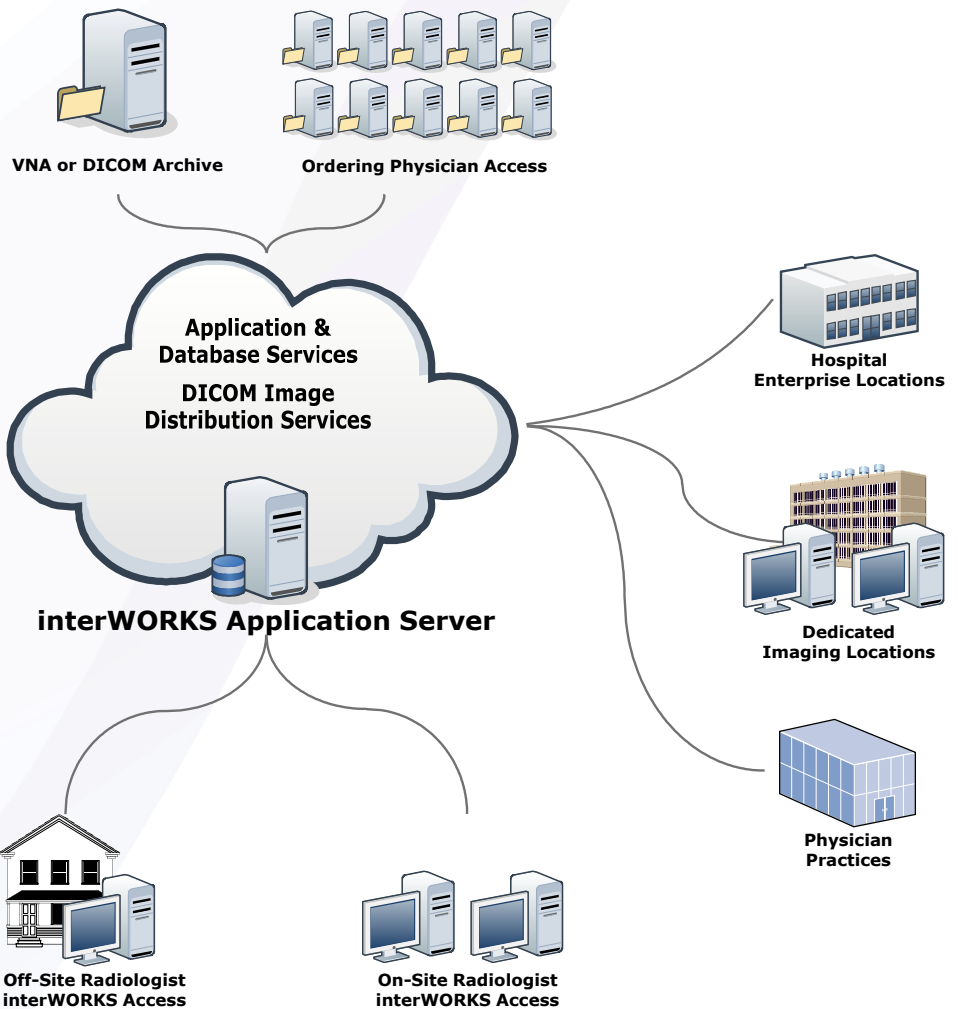 VNA or DICOM Archive
Ordering Physician Access
Application &
Database Services
DICOM Image
Distribution Services
interWORKS Application Server
Hospital
Enterprise Locations
Dedicated
Imaging Locations
Physician
Practices
Off-Site Radiologist
interWORKS Access
On-Site Radiologist
interWORKS Access